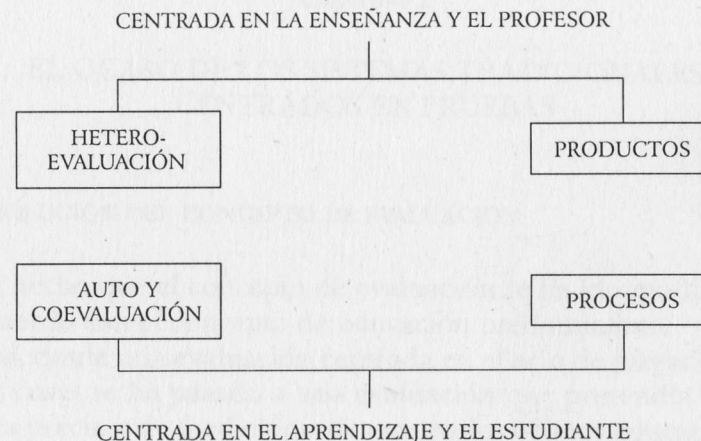 CENTRADA EN LA ENSEÑANZA Y EL PROFESOR
HETERO-
EVALUACIÓN
PRODUCTOS
AUTO Y
COEVALUACIÓN
PROCESOS
CENTRADA EN EL APRENDIZAJE Y EL ESTUDIANTE